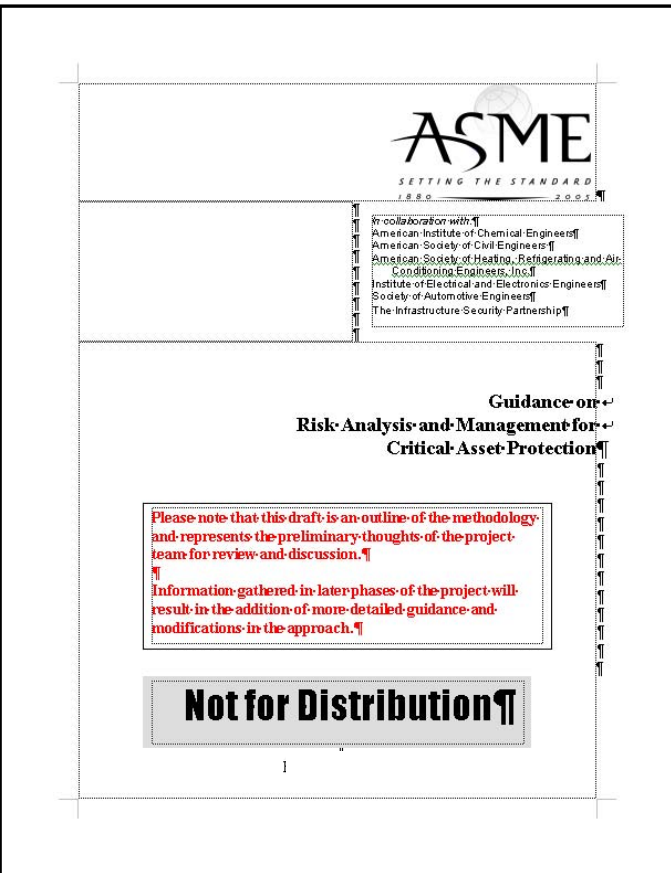 ASME
SETTING THE STANDARD
1880 2005
In collaboration with:
American Institute of Chemical Engineers
American Society of Civil Engineers
American Society of Heating, Refrigerating and Air-
Conditioning Engineers, Inc.
Institute of Electrical and Electronics Engineers
Society of Automotive Engineers
The Infrastructure Security Partnership
Guidance on
Risk Analysis and Management for
Critical Asset Protection
Please note that this draft is an outline of the methodology
and represents the preliminary thoughts of the project
team for review and discussion.
Information gathered in later phases of the project will
result in the addition of more detailed guidance and
modifications in the approach.
Not for Distribution